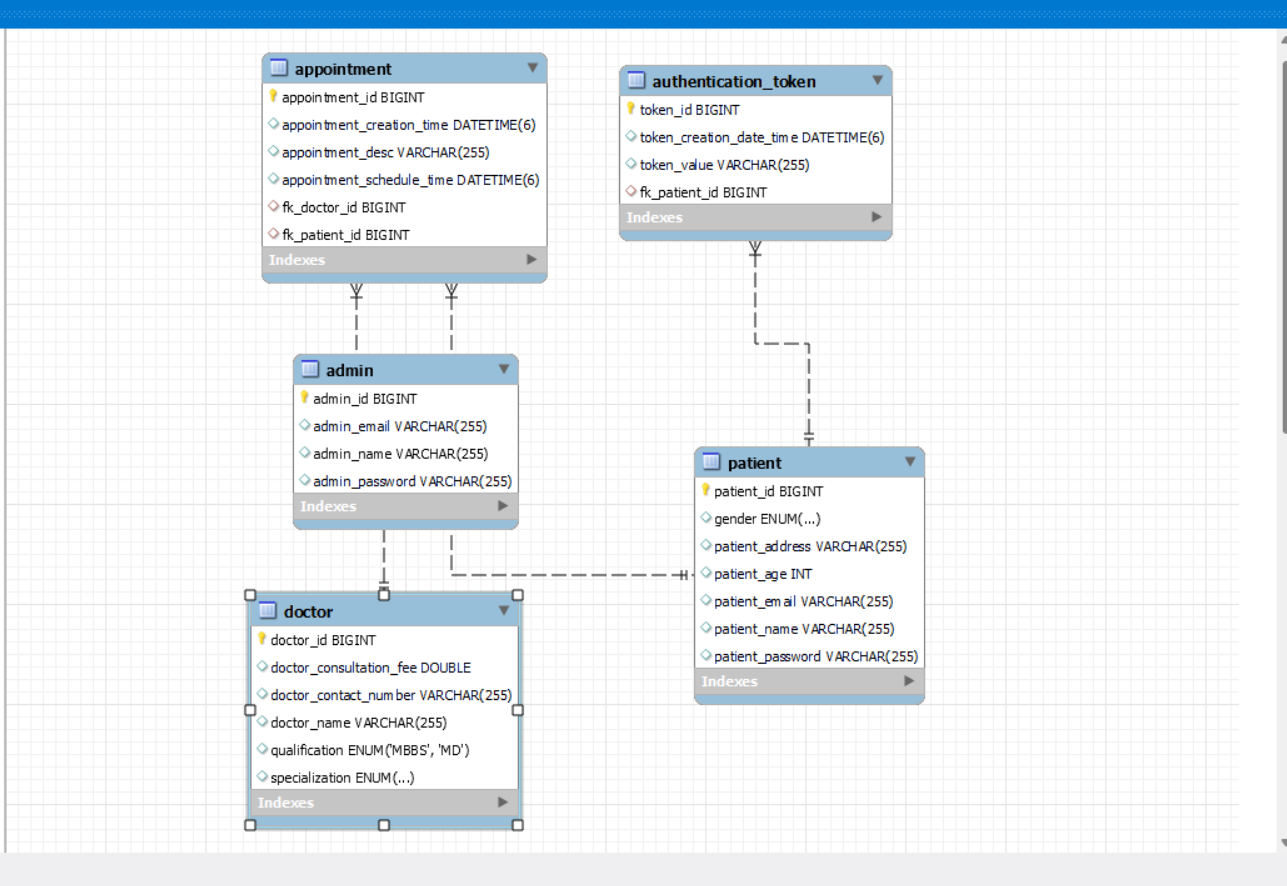 appointment
appointment_id BIGINT
appointment_creation_time DATETIME(6)
appointment_desc VARCHAR(255)
appointment_schedule_time DATETIME(6)
fk_doctor_id BIGINT
fk_patient_id BIGINT
Indexes
authentication_token
token_id BIGINT
token_creation_date_time DATETIME(6)
token_value VARCHAR(255)
fk_patient_id BIGINT
Indexes
admin
admin_id BIGINT
admin_email VARCHAR(255)
admin_name VARCHAR(255)
admin_password VARCHAR(255)
Indexes
patient
patient_id BIGINT
gender ENUM(...)
patient_address VARCHAR(255)
patient_age INT
patient_email VARCHAR(255)
patient_name VARCHAR(255)
patient_password VARCHAR(255)
Indexes
doctor
doctor_id BIGINT
doctor_consultation_fee DOUBLE
doctor_contact_number VARCHAR(255)
doctor_name VARCHAR(255)
qualification ENUM('MBBS', 'MD')
specialization ENUM(...)
Indexes